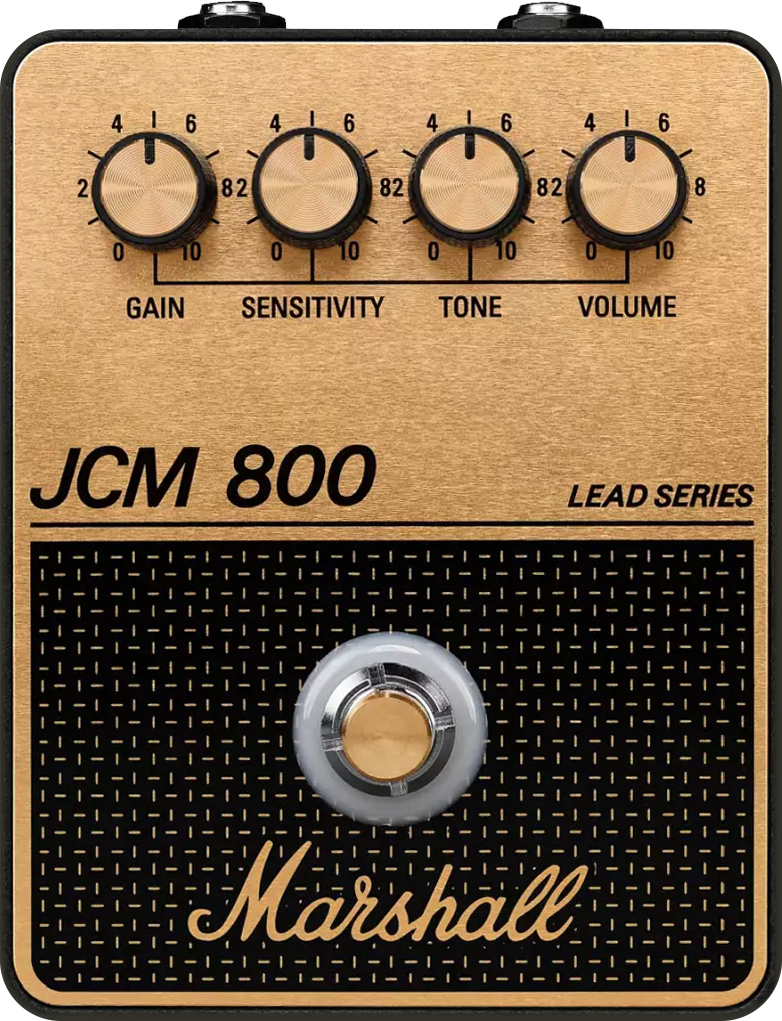 4 6 4 6 4 6 4 6
2 8 2 8 2 8 2 8
0 10 0 10 0 10 0 10
GAIN SENSITIVITY TONE VOLUME
JCM 800
LEAD SERIES
Marshall